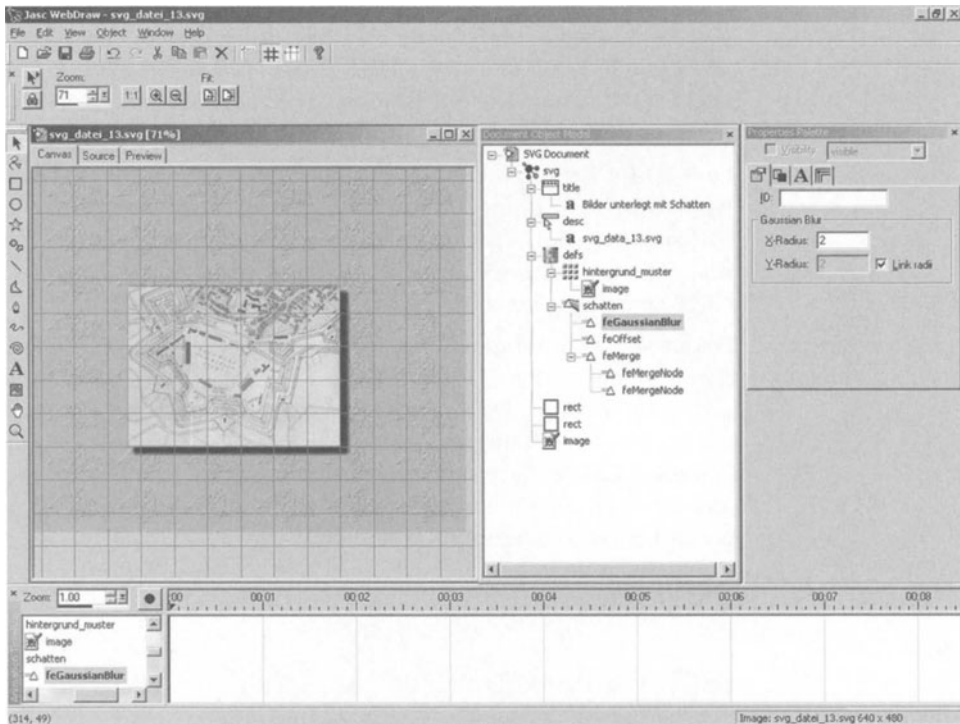 Jasc WebDraw - svg_datei_13.svg
File Edit View Object Window Help
Zoom: Fit:
71 1:1
svg_datei_13.svg [71%]
Canvas Source Preview
Document Object Model
SVG Document
svg
title
Bilder unterlegt mit Schatten
desc
svg_data_13.svg
defs
hintergrund_muster
image
schatten
feGaussianBlur
feOffset
feMerge
feMergeNode
feMergeNode
rect
rect
image
Properties Palette
Visibility visible
A
ID:
Gaussian Blur
X-Radius: 2
Y-Radius: 2 Link radii
A
Zoom: 1.00
00 00:01 00:02 00:03 00:04 00:05 00:06 00:07 00:08
hintergrund_muster
image
schatten
feGaussianBlur
(314, 49)
Image: svg_datei_13.svg 640 x 480